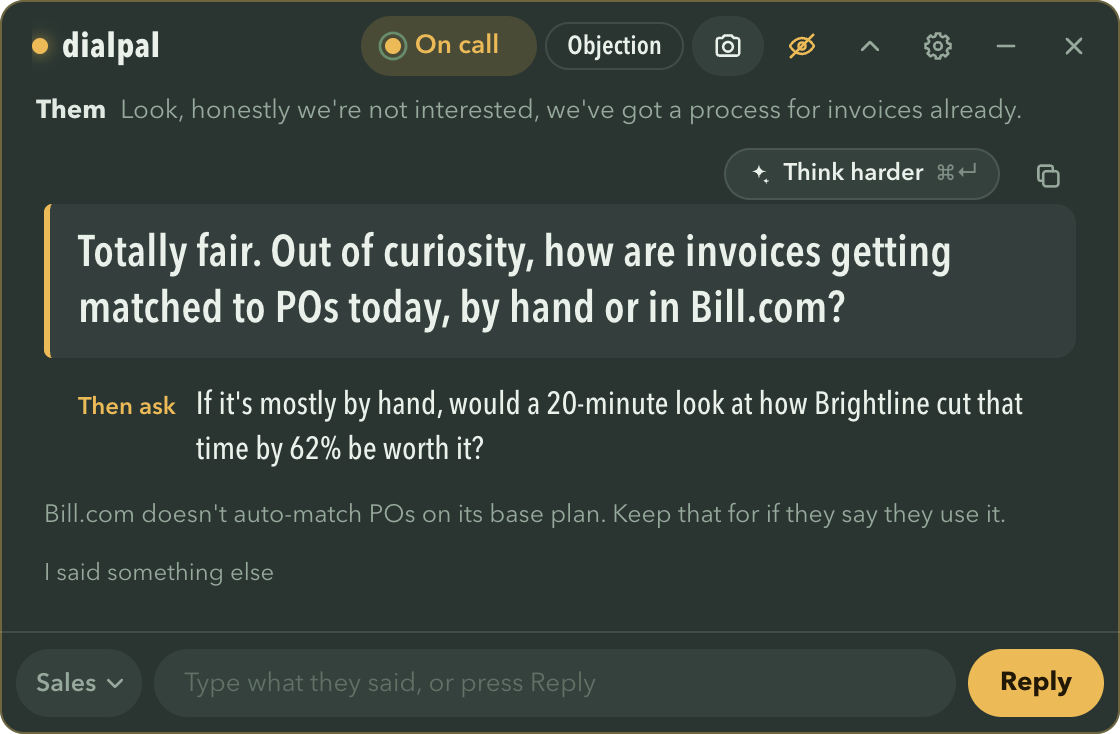 dialpal
On call
Objection
Them Look, honestly we're not interested, we've got a process for invoices already.
Think harder ⌘↵
Totally fair. Out of curiosity, how are invoices getting
matched to POs today, by hand or in Bill.com?
Then ask If it's mostly by hand, would a 20-minute look at how Brightline cut that
time by 62% be worth it?
Bill.com doesn't auto-match POs on its base plan. Keep that for if they say they use it.
I said something else
Sales
Type what they said, or press Reply
Reply